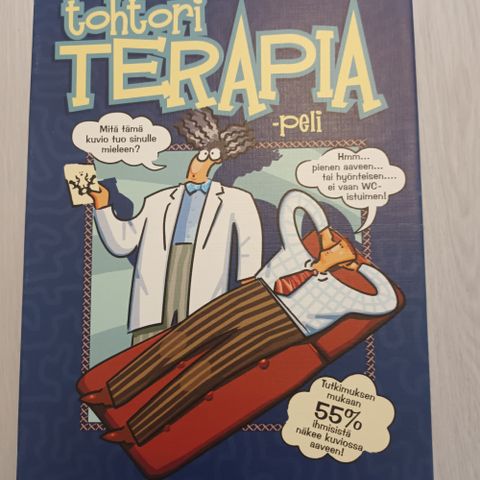 tohtori
TERAPIA
-peli
Mitä tämä
kuvio tuo sinulle
mieleen?
Hmm...
pienen aaveen...
tai hyönteisen....
ei vaan WC-
istuimen!
Tutkimuksen
mukaan
55%
ihmisistä
näkee kuviossa
aaveen!